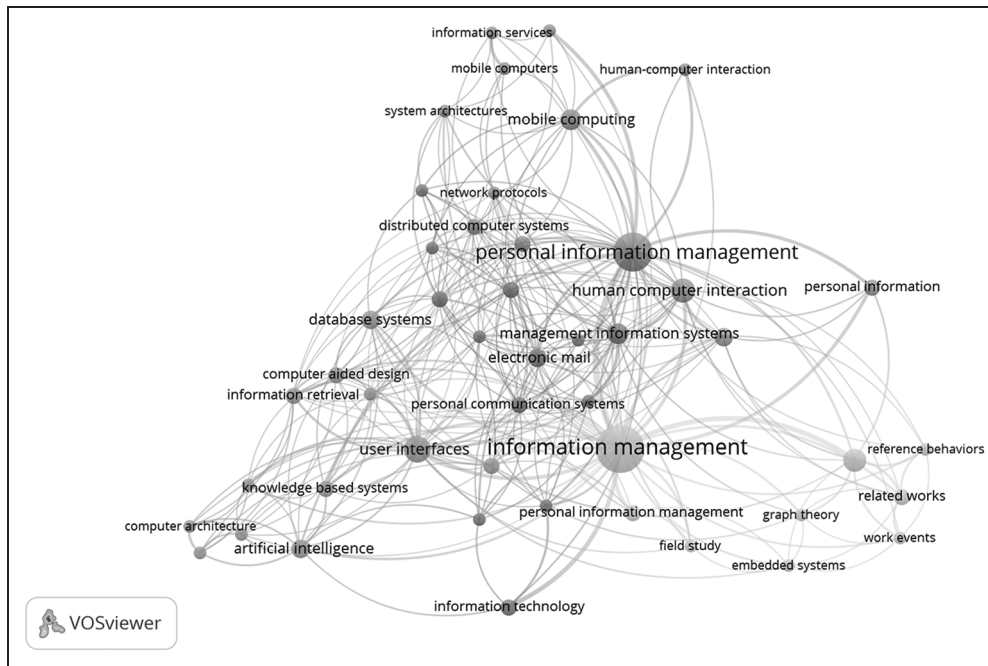 information services
mobile computers
human-computer interaction
system architectures
mobile computing
network protocols
distributed computer systems
personal information management
personal information
human computer interaction
database systems
management information systems
electronic mail
computer aided design
information retrieval
personal communication systems
user interfaces
information management
reference behaviors
knowledge based systems
related works
personal information management
graph theory
computer architecture
work events
artificial intelligence
field study
embedded systems
information technology
VOSviewer